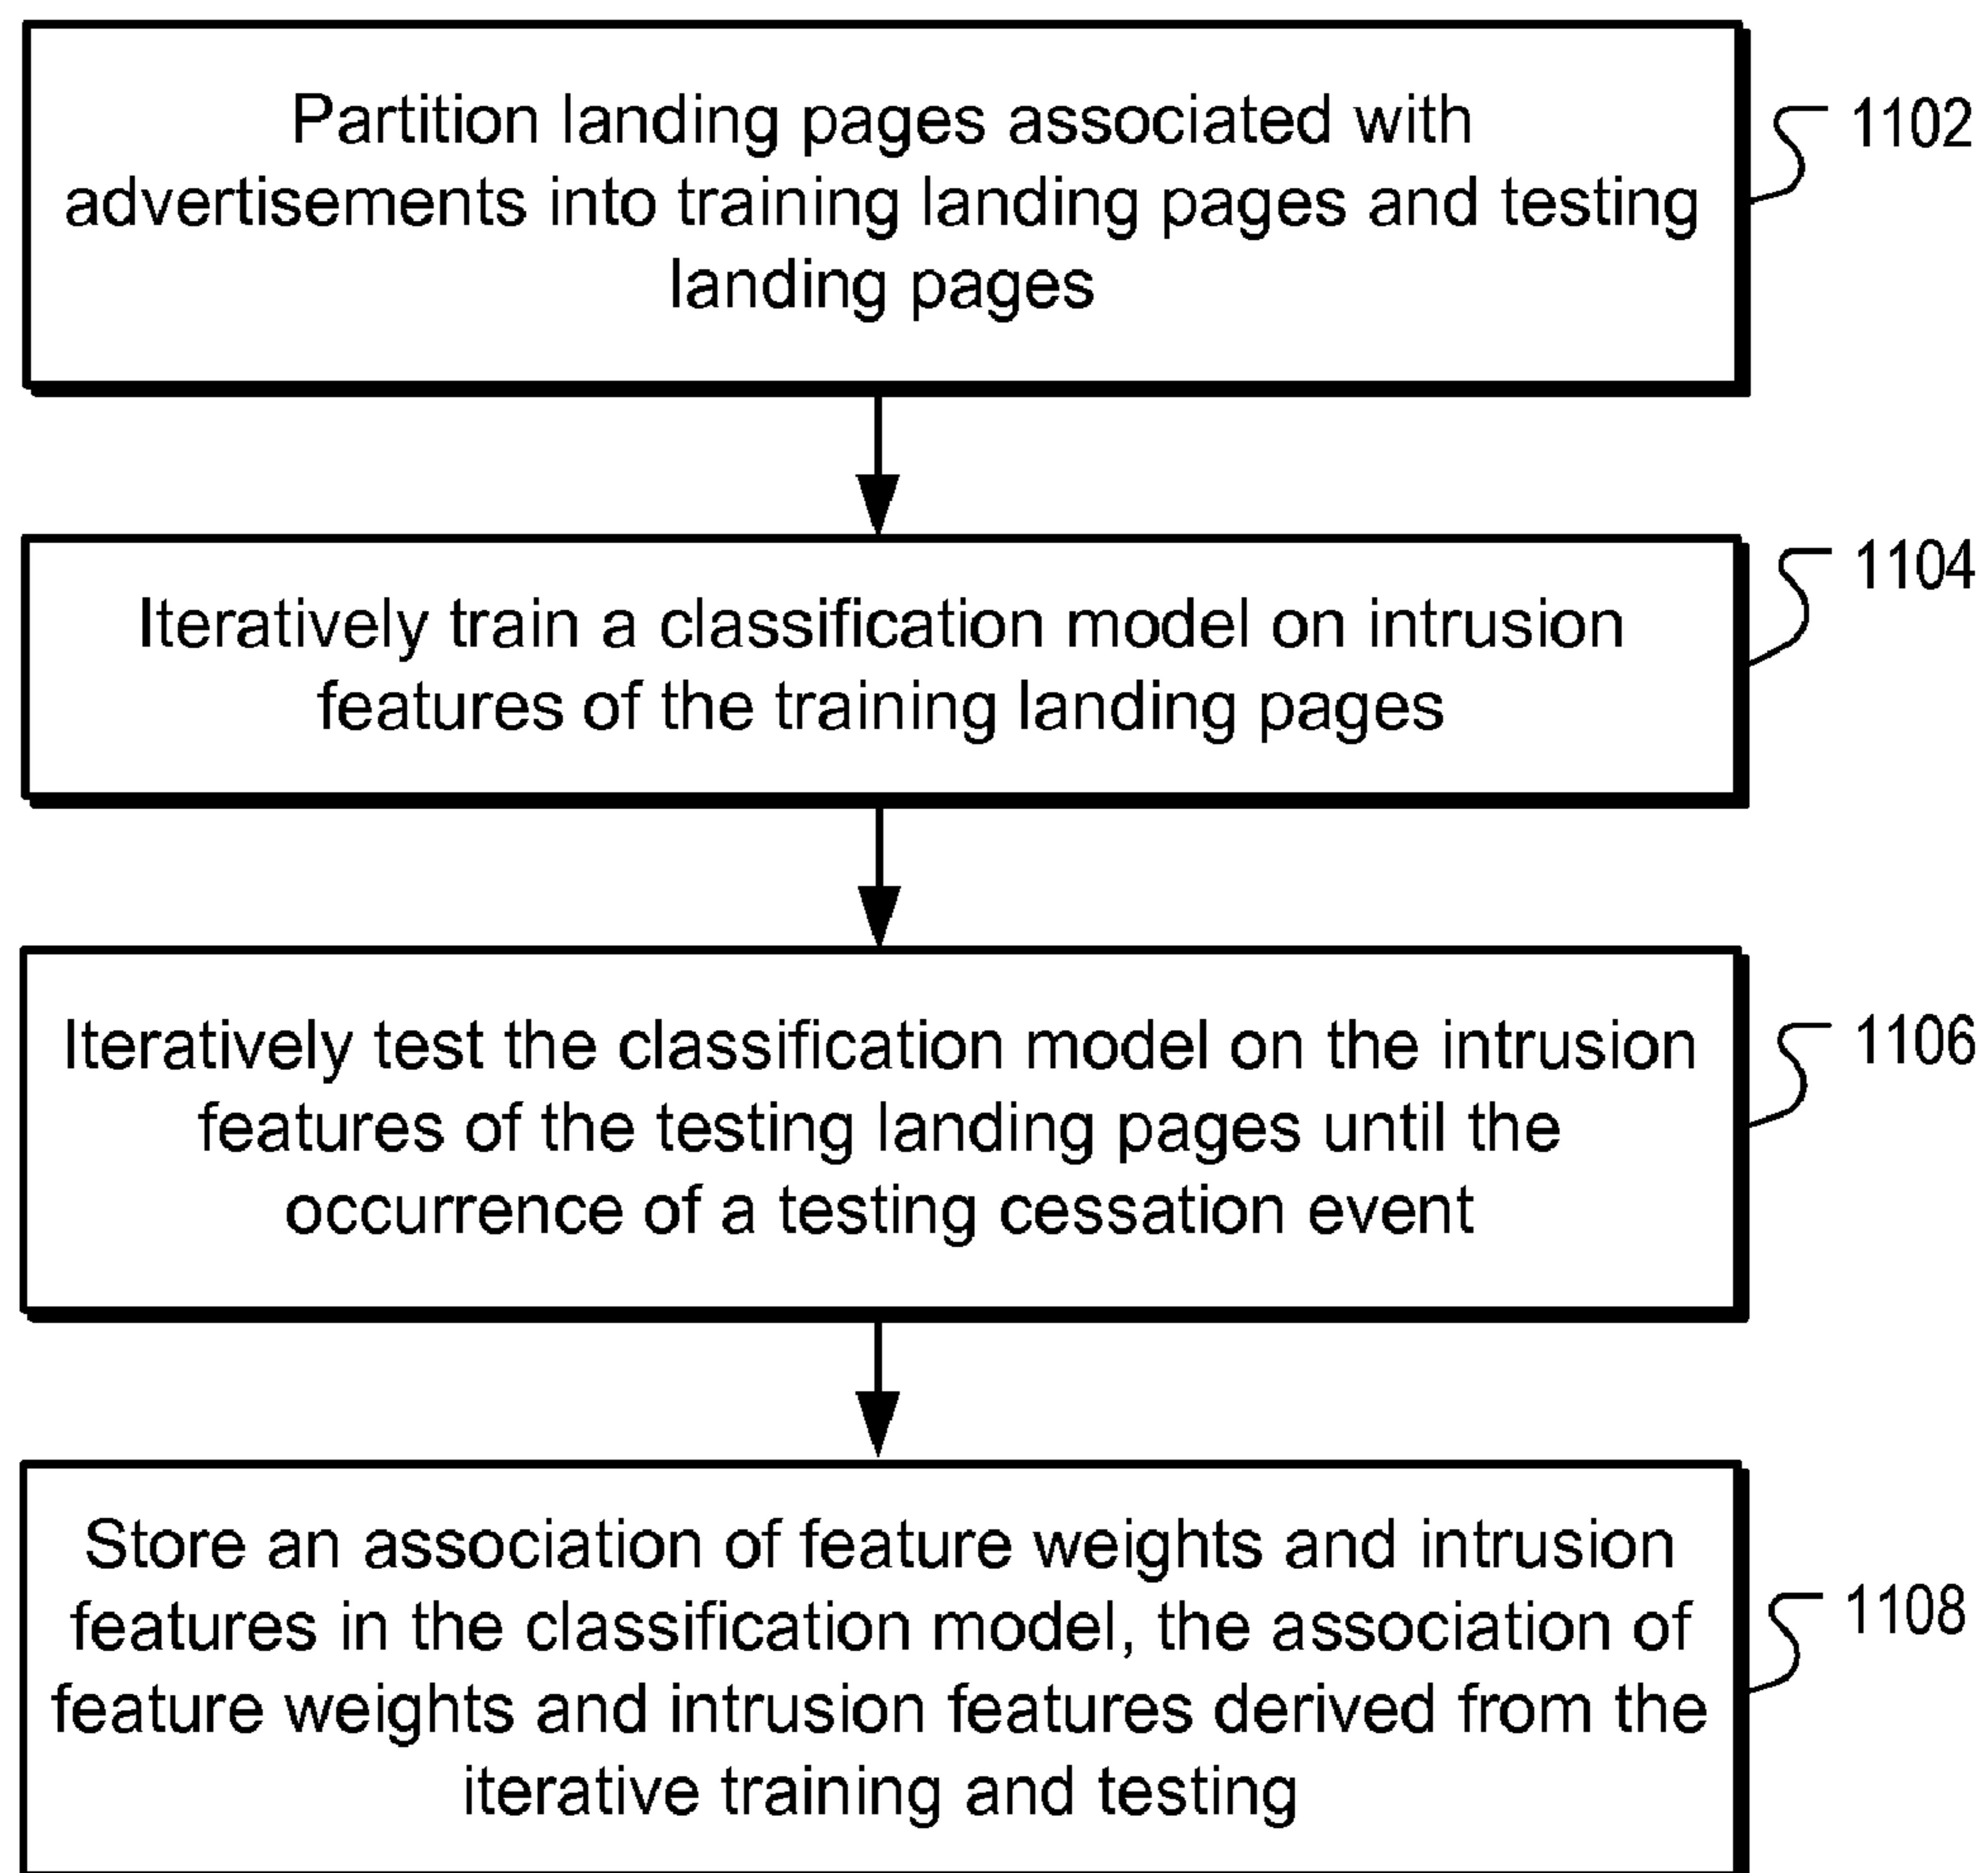 Partition landing pages associated with
advertisements into training landing pages and testing
landing pages
1102
Iteratively train a classification model on intrusion
features of the training landing pages
1104
Iteratively test the classification model on the intrusion
features of the testing landing pages until the
occurrence of a testing cessation event
1106
Store an association of feature weights and intrusion
features in the classification model, the association of
feature weights and intrusion features derived from the
iterative training and testing
1108